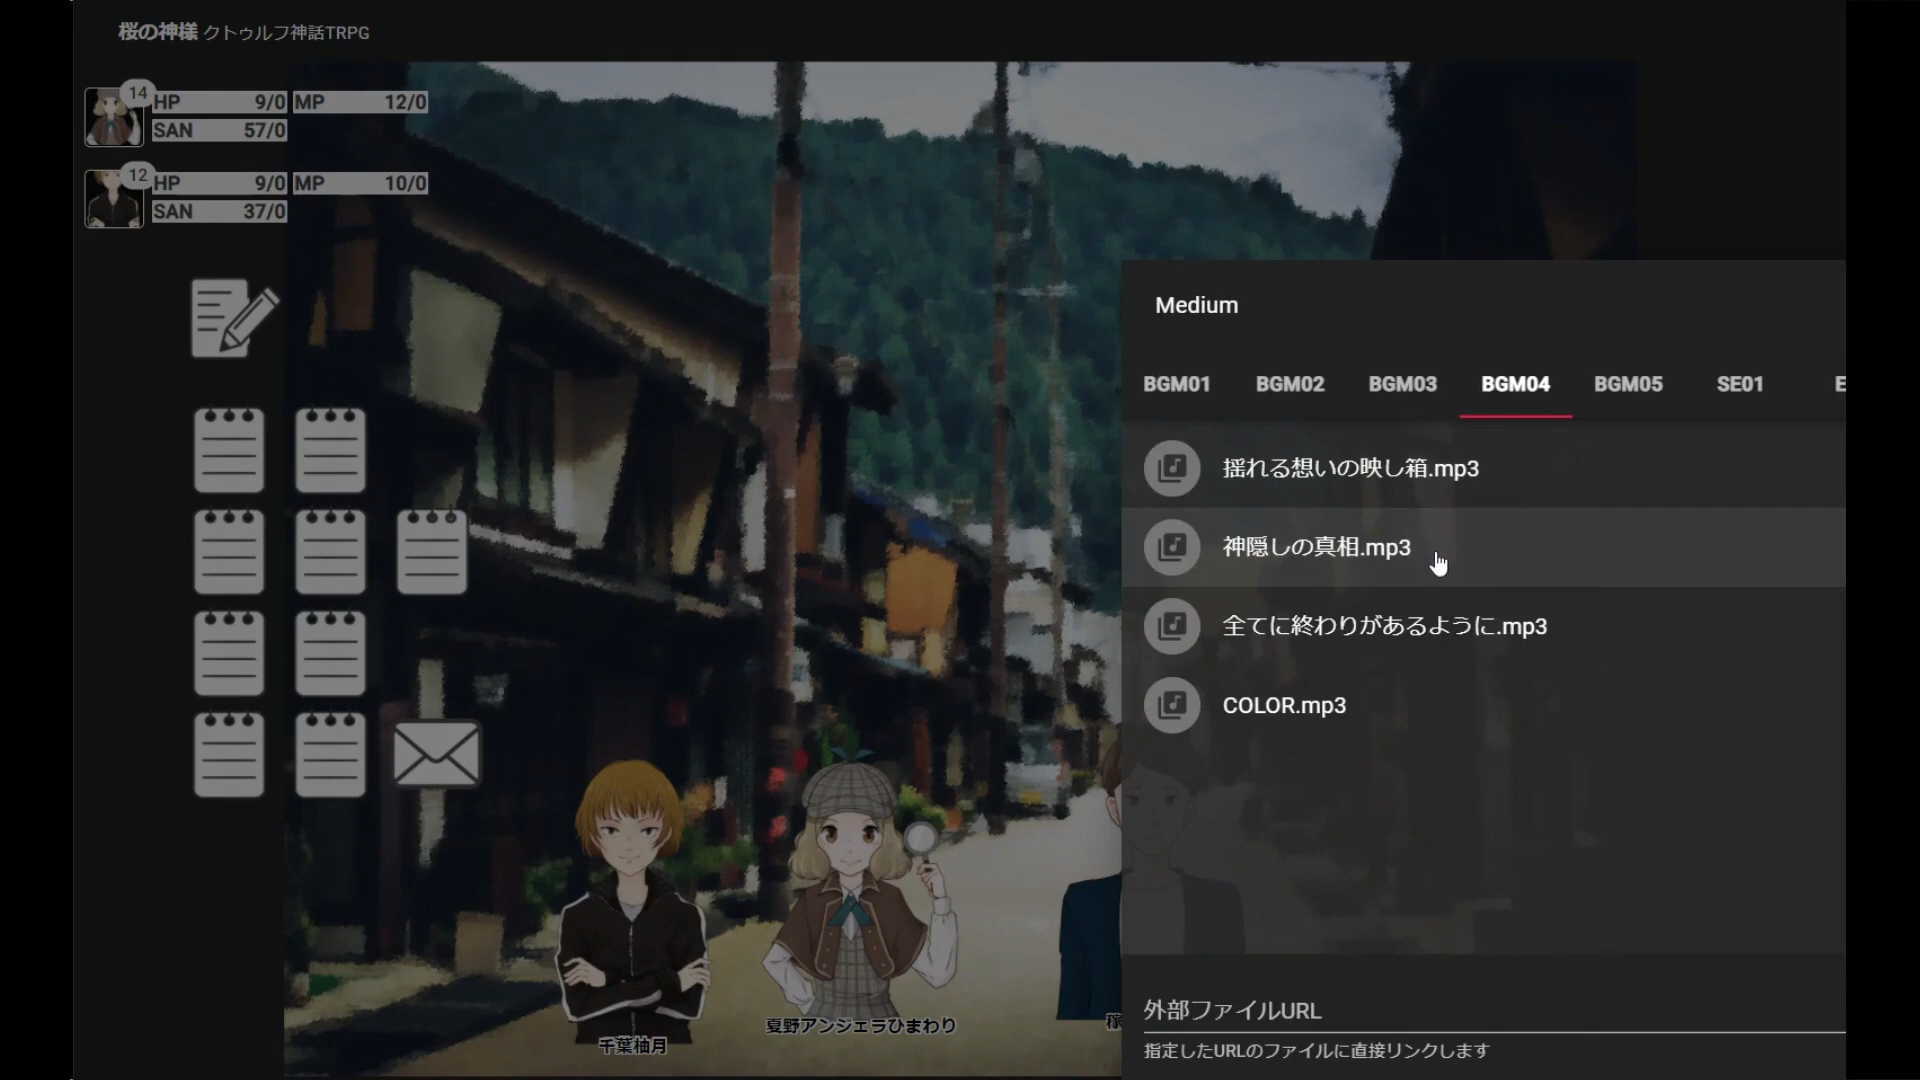 桜の神様 クトゥルフ神話TRPG
14
HP 9/0 MP 12/0
SAN 57/0
12
HP 9/0 MP 10/0
SAN 37/0
Medium
BGM01 BGM02 BGM03 BGM04 BGM05 SE01
揺れる想いの映し箱.mp3
神隠しの真相.mp3
全てに終わりがあるように.mp3
COLOR.mp3
千葉柚月
夏野アンジェラひまわり
外部ファイルURL
指定したURLのファイルに直接リンクします